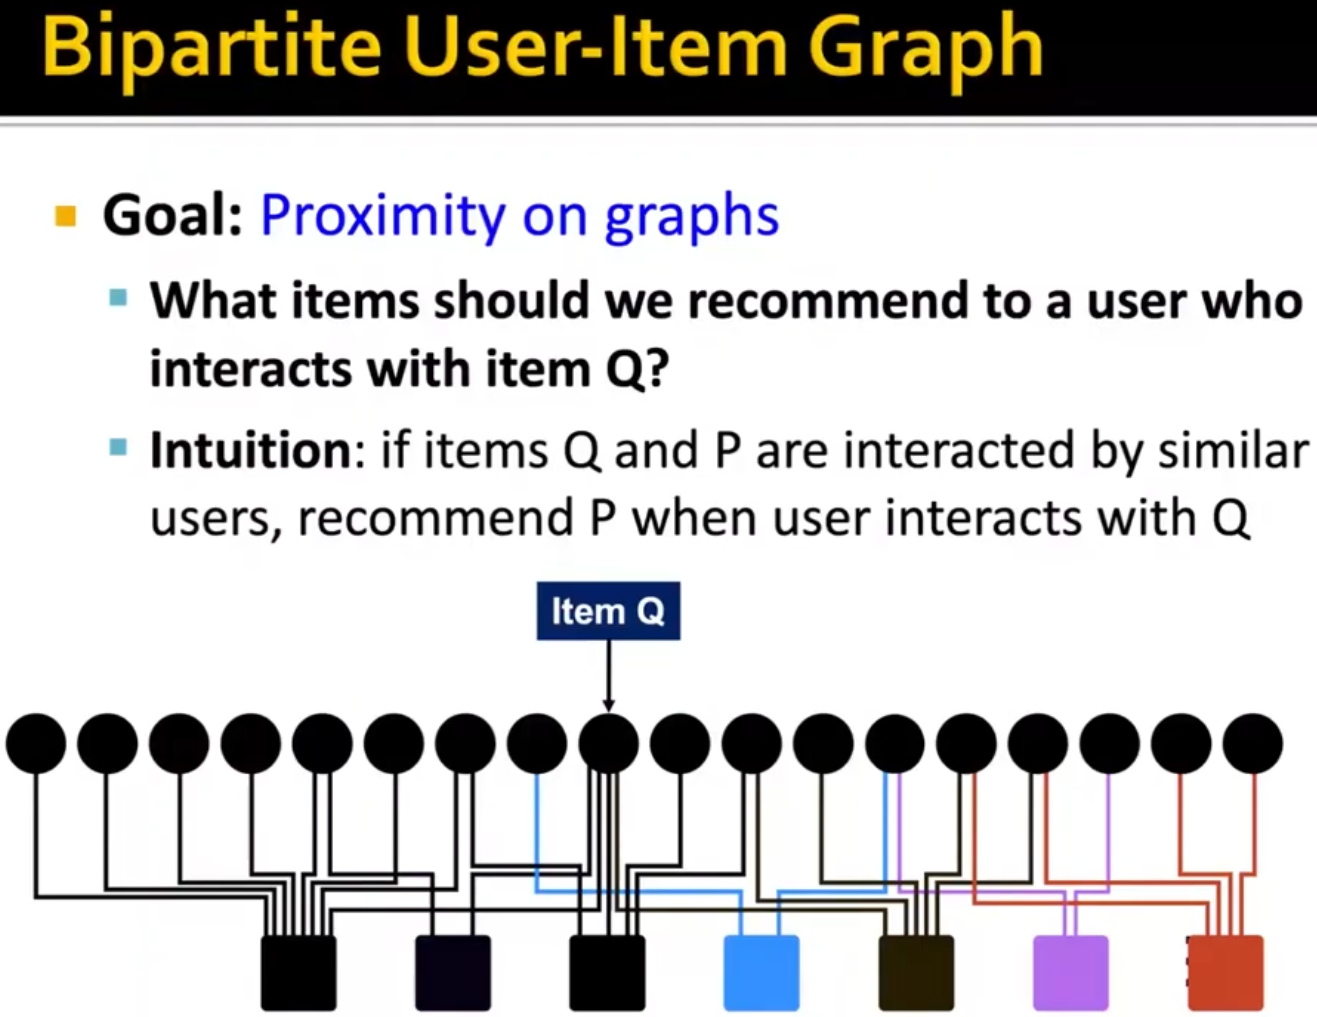 Bipartite User-Item Graph
Goal: Proximity on graphs
What items should we recommend to a user who
interacts with item Q?
Intuition: if items Q and P are interacted by similar
users, recommend P when user interacts with Q
Item Q